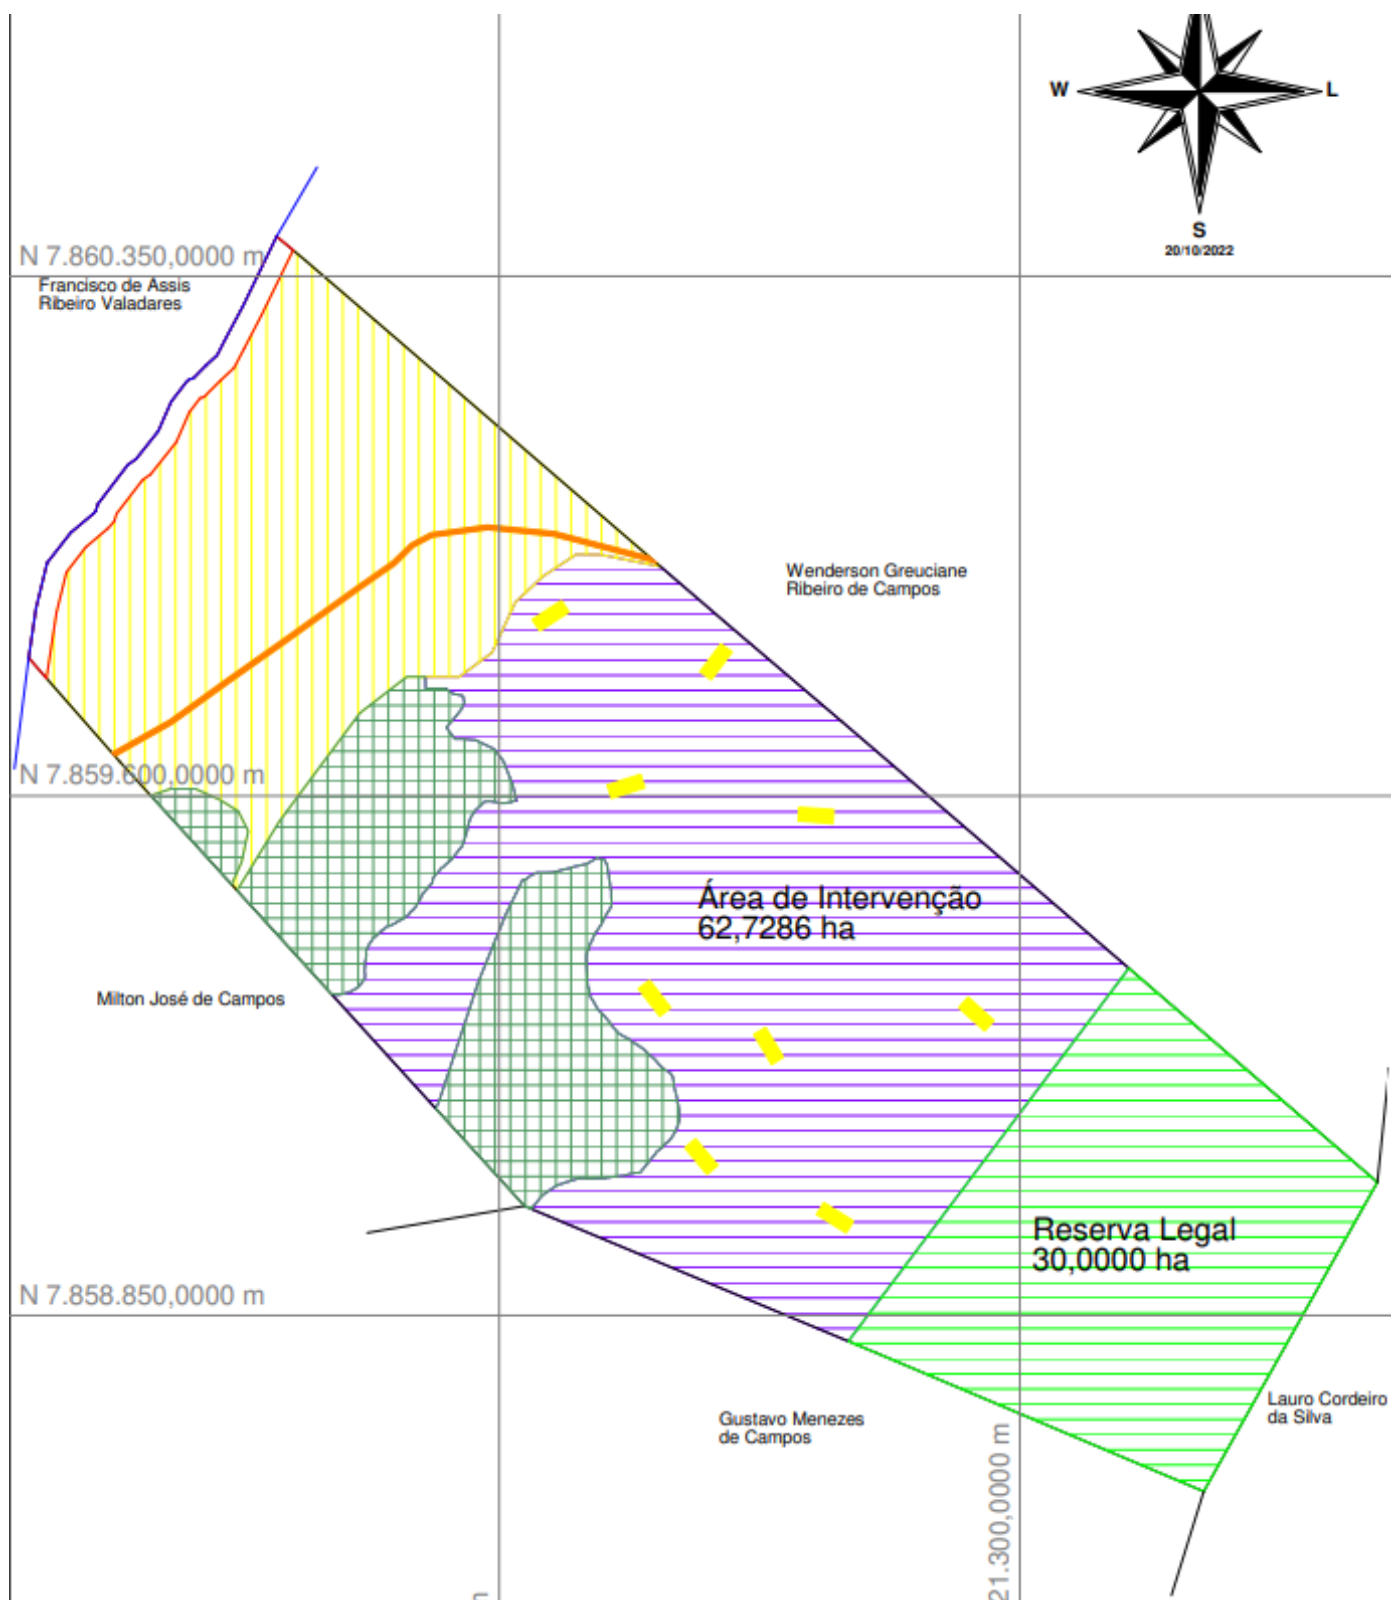 W
L
S
20/10/2022
N 7.860.350,0000 m
Francisco de Assis
Ribeiro Valadares
Wenderson Greuciane
Ribeiro de Campos
N 7.859.600,0000 m
Área de Intervenção
62,7286 ha
Milton José de Campos
Reserva Legal
30,0000 ha
N 7.858.850,0000 m
Lauro Cordeiro
da Silva
Gustavo Menezes
de Campos
21.300,0000 m
m